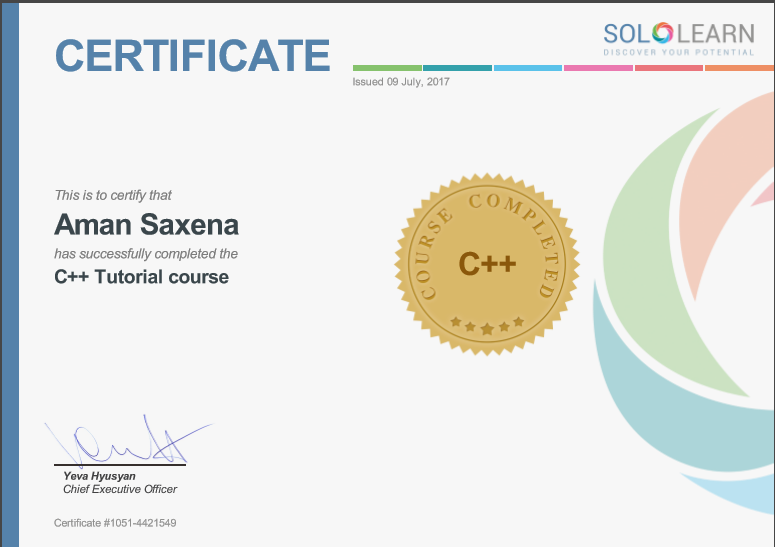 CERTIFICATE
SOLOLEARN
DISCOVER YOUR POTENTIAL
Issued 09 July, 2017
This is to certify that
Aman Saxena
has successfully completed the
C++ Tutorial course
COURSE COMPLETED
C++
Yeva Hyusyan
Chief Executive Officer
Certificate #1051-4421549